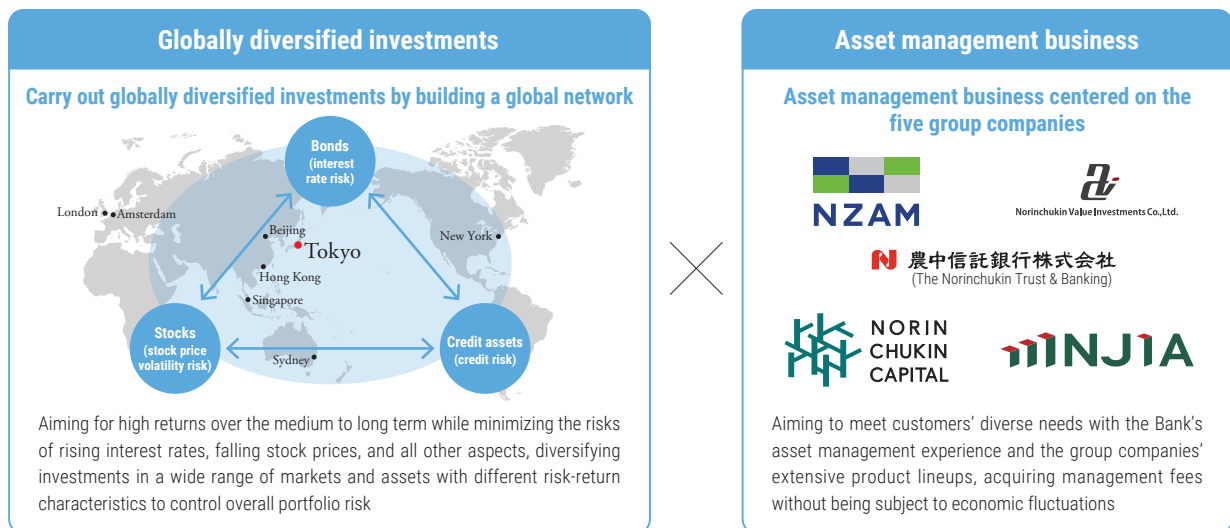 Globally diversified investments
Carry out globally diversified investments by building a global network
Bonds
(interest
rate risk)
London
Amsterdam
Beijing
Tokyo
New York
Hong Kong
Singapore
Stocks
(stock price
volatility risk)
Sydney
Credit assets
(credit risk)
Aiming for high returns over the medium to long term while minimizing the risks
of rising interest rates, falling stock prices, and all other aspects, diversifying
investments in a wide range of markets and assets with different risk-return
characteristics to control overall portfolio risk
Asset management business
Asset management business centered on the
five group companies
NZAM
Norinchukin Value Investments Co.,Ltd.
農中信託銀行株式会社
(The Norinchukin Trust & Banking)
NORIN
CHUKIN
CAPITAL
NJIA
Aiming to meet customers’ diverse needs with the Bank’s
asset management experience and the group companies’
extensive product lineups, acquiring management fees
without being subject to economic fluctuations